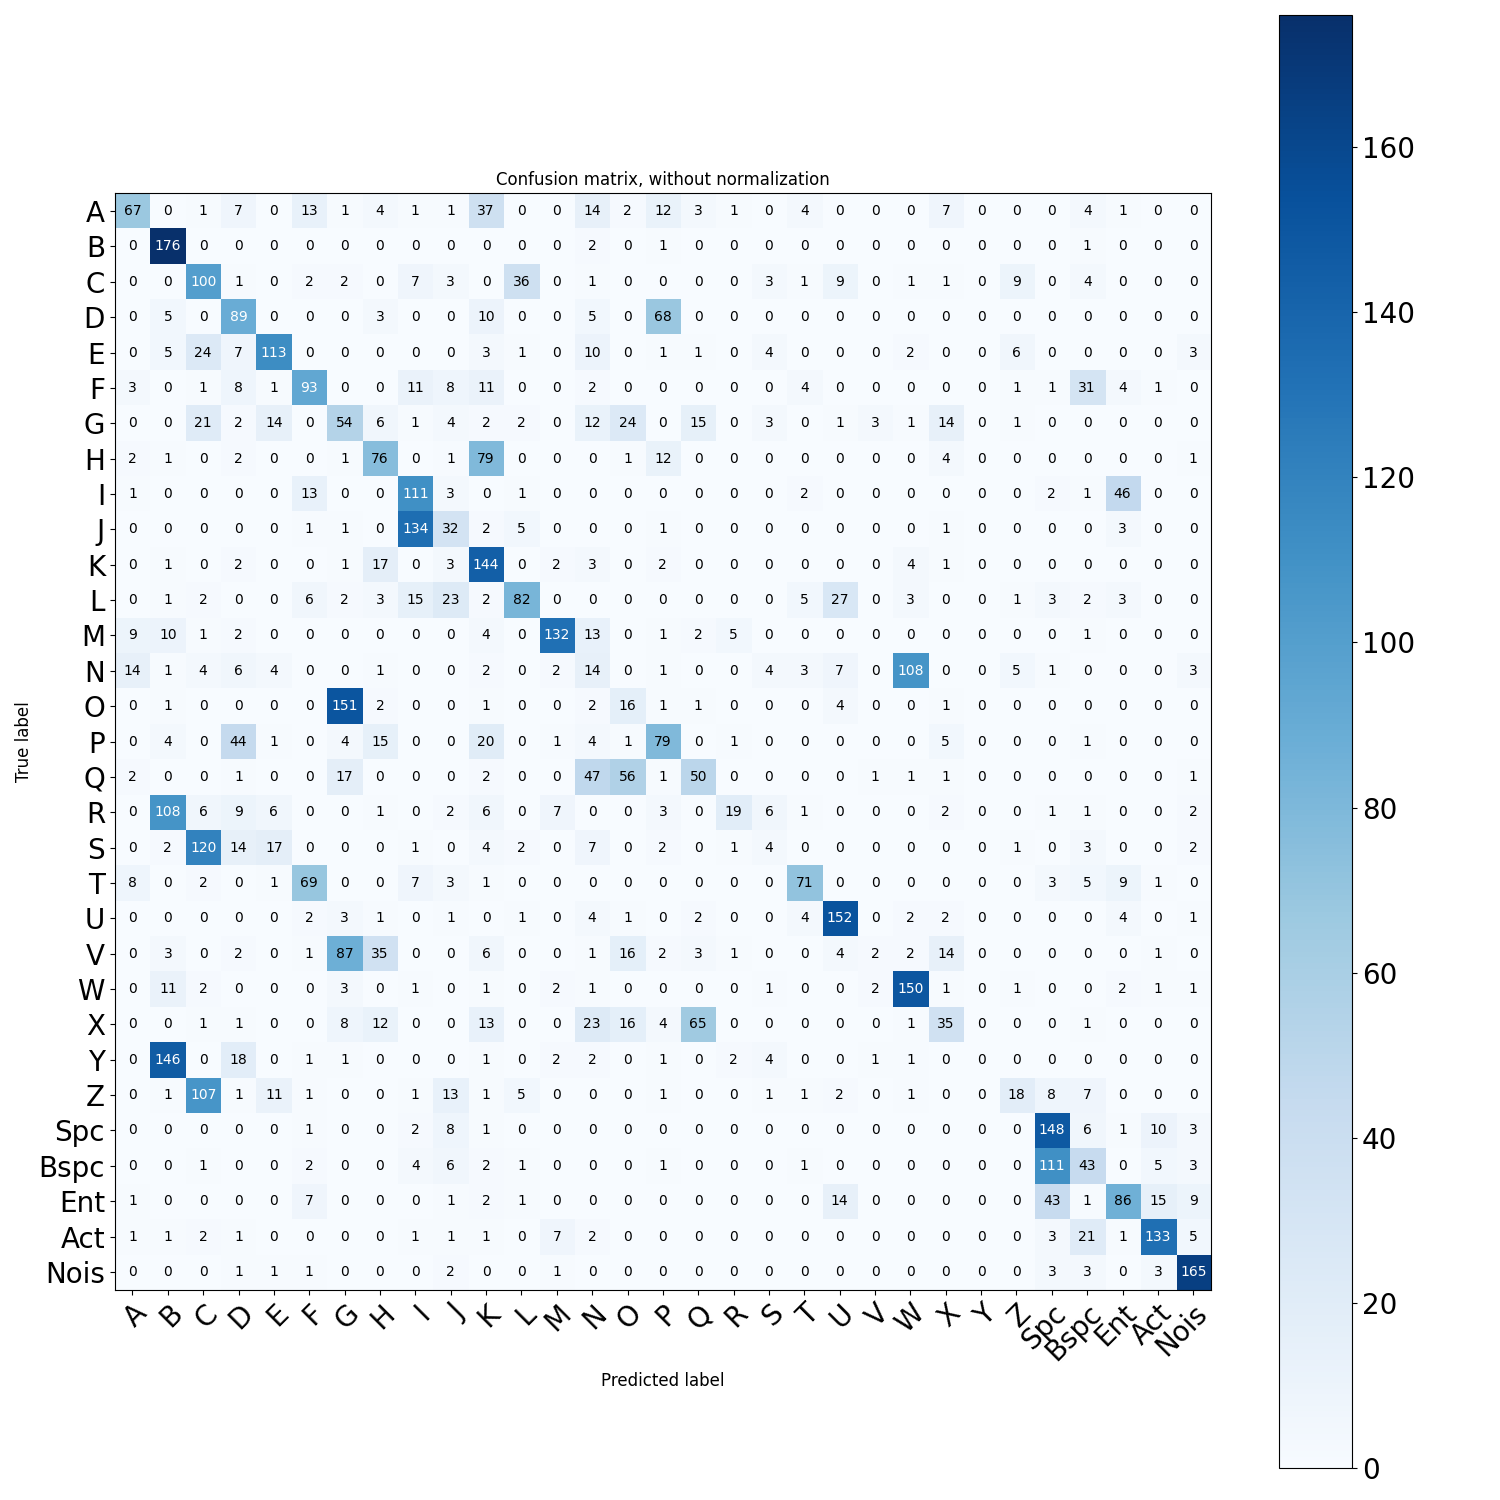 Confusion matrix, without normalization
A 67 0 1 7 0 13 1 4 1 1 37 0 0 14 2 12 3 1 0 4 0 0 0 7 0 0 0 4 1 0 0
B 0 176 0 0 0 0 0 0 0 0 0 0 0 2 0 1 0 0 0 0 0 0 0 0 0 0 0 1 0 0 0
C 0 0 100 1 0 2 2 0 7 3 0 36 0 1 0 0 0 0 3 1 9 0 1 1 0 9 0 4 0 0 0
D 0 5 0 89 0 0 0 3 0 0 10 0 0 5 0 68 0 0 0 0 0 0 0 0 0 0 0 0 0 0 0
E 0 5 24 7 113 0 0 0 0 0 3 1 0 10 0 1 1 0 4 0 0 0 2 0 0 6 0 0 0 0 3
F 3 0 1 8 1 93 0 0 11 8 11 0 0 2 0 0 0 0 0 4 0 0 0 0 0 1 1 31 4 1 0
G 0 0 21 2 14 0 54 6 1 4 2 2 0 12 24 0 15 0 3 0 1 3 1 14 0 1 0 0 0 0 0
H 2 1 0 2 0 0 1 76 0 1 79 0 0 0 1 12 0 0 0 0 0 0 0 4 0 0 0 0 0 0 1
I 1 0 0 0 0 13 0 0 111 3 0 1 0 0 0 0 0 0 0 2 0 0 0 0 0 0 2 1 46 0 0
J 0 0 0 0 0 1 1 0 134 32 2 5 0 0 0 1 0 0 0 0 0 0 0 1 0 0 0 0 3 0 0
K 0 1 0 2 0 0 1 17 0 3 144 0 2 3 0 2 0 0 0 0 0 0 4 1 0 0 0 0 0 0 0
L 0 1 2 0 0 6 2 3 15 23 2 82 0 0 0 0 0 0 0 5 27 0 3 0 0 1 3 2 3 0 0
M 9 10 1 2 0 0 0 0 0 0 4 0 132 13 0 1 2 5 0 0 0 0 0 0 0 0 0 1 0 0 0
N 14 1 4 6 4 0 0 1 0 0 2 0 2 14 0 1 0 0 4 3 7 0 108 0 0 5 1 0 0 0 3
O 0 1 0 0 0 0 151 2 0 0 1 0 0 2 16 1 1 0 0 0 4 0 0 1 0 0 0 0 0 0 0
P 0 4 0 44 1 0 4 15 0 0 20 0 1 4 1 79 0 1 0 0 0 0 0 5 0 0 0 1 0 0 0
Q 2 0 0 1 0 0 17 0 0 0 2 0 0 47 56 1 50 0 0 0 0 1 1 1 0 0 0 0 0 0 1
R 0 108 6 9 6 0 0 1 0 2 6 0 7 0 0 3 0 19 6 1 0 0 0 2 0 0 1 1 0 0 2
S 0 2 120 14 17 0 0 0 1 0 4 2 0 7 0 2 0 1 4 0 0 0 0 0 0 1 0 3 0 0 2
T 8 0 2 0 1 69 0 0 7 3 1 0 0 0 0 0 0 0 0 71 0 0 0 0 0 0 3 5 9 1 0
U 0 0 0 0 0 2 3 1 0 1 0 1 0 4 1 0 2 0 0 4 152 0 2 2 0 0 0 0 4 0 1
V 0 3 0 2 0 1 87 35 0 0 6 0 0 1 16 2 3 1 0 0 4 2 2 14 0 0 0 0 0 1 0
W 0 11 2 0 0 0 3 0 1 0 1 0 2 1 0 0 0 0 1 0 0 2 150 1 0 1 0 0 2 1 1
X 0 0 1 1 0 0 8 12 0 0 13 0 0 23 16 4 65 0 0 0 0 0 1 35 0 0 0 1 0 0 0
Y 0 146 0 18 0 1 1 0 0 0 1 0 2 2 0 1 0 2 4 0 0 1 1 0 0 0 0 0 0 0 0
Z 0 1 107 1 11 1 0 0 1 13 1 5 0 0 0 1 0 0 1 1 2 0 1 0 0 18 8 7 0 0 0
Spc 0 0 0 0 0 1 0 0 2 8 1 0 0 0 0 0 0 0 0 0 0 0 0 0 0 0 148 6 1 10 3
Bspc 0 0 1 0 0 2 0 0 4 6 2 1 0 0 0 1 0 0 0 1 0 0 0 0 0 0 111 43 0 5 3
Ent 1 0 0 0 0 7 0 0 0 1 2 1 0 0 0 0 0 0 0 0 14 0 0 0 0 0 43 1 86 15 9
Act 1 1 2 1 0 0 0 0 1 1 1 0 7 2 0 0 0 0 0 0 0 0 0 0 0 0 3 21 1 133 5
Nois 0 0 0 1 1 1 0 0 0 2 0 0 1 0 0 0 0 0 0 0 0 0 0 0 0 0 3 3 0 3 165
A B C D E F G H I J K L M N O P Q R S T U V W X Y Z Spc Bspc Ent Act Nois
True label
Predicted label
160
140
120
100
80
60
40
20
0